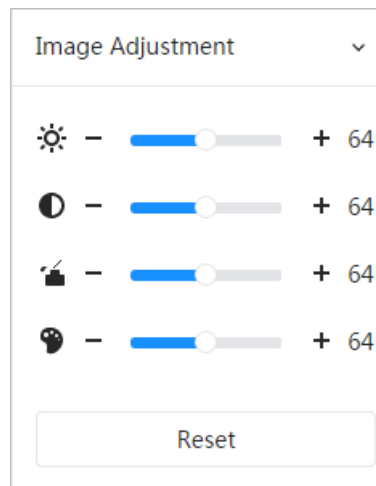 Image Adjustment
- + 64
- + 64
- + 64
- + 64
Reset